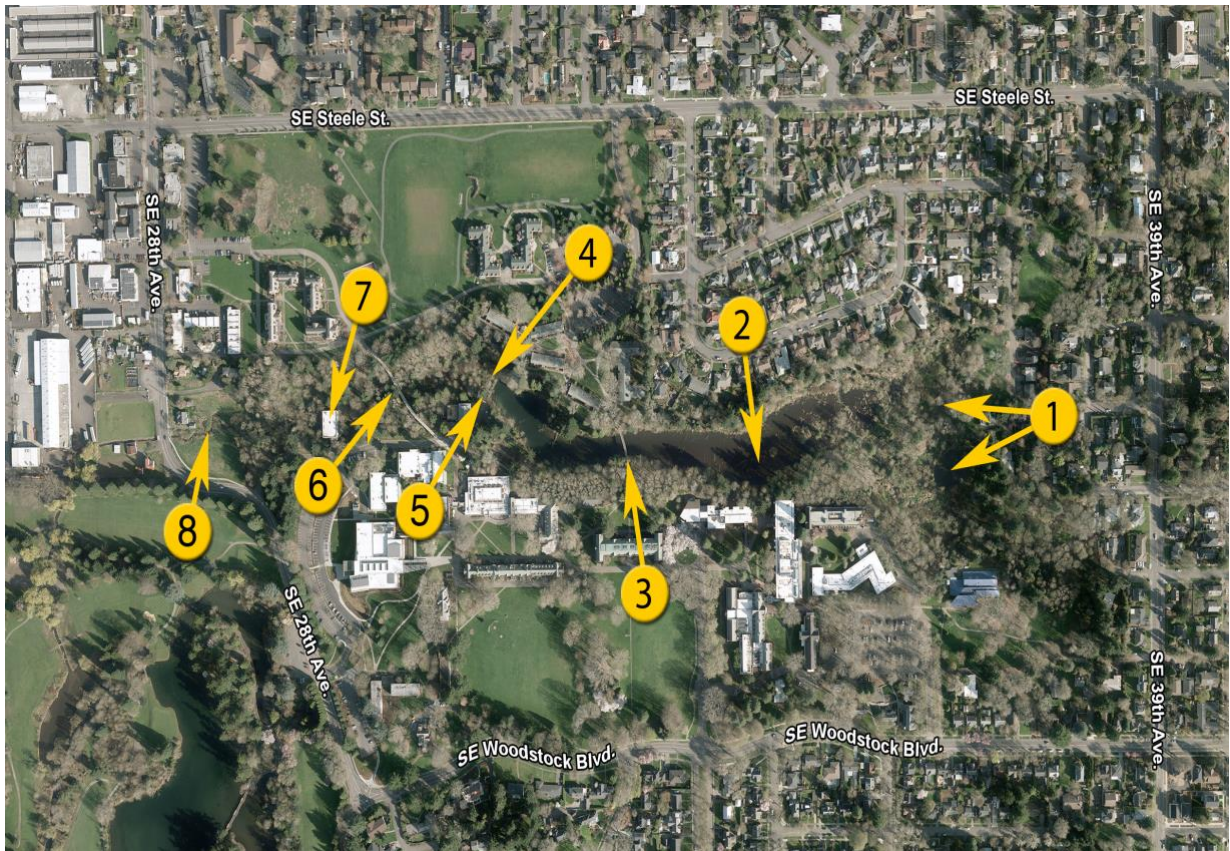 SE Steele St.
SE Steele St.
SE 28th Ave.
SE 39th Ave.
4
7
2
1
6
5
8
3
SE 28th Ave.
SE 39th Ave.
SE Woodstock Blvd.
SE Woodstock Blvd.